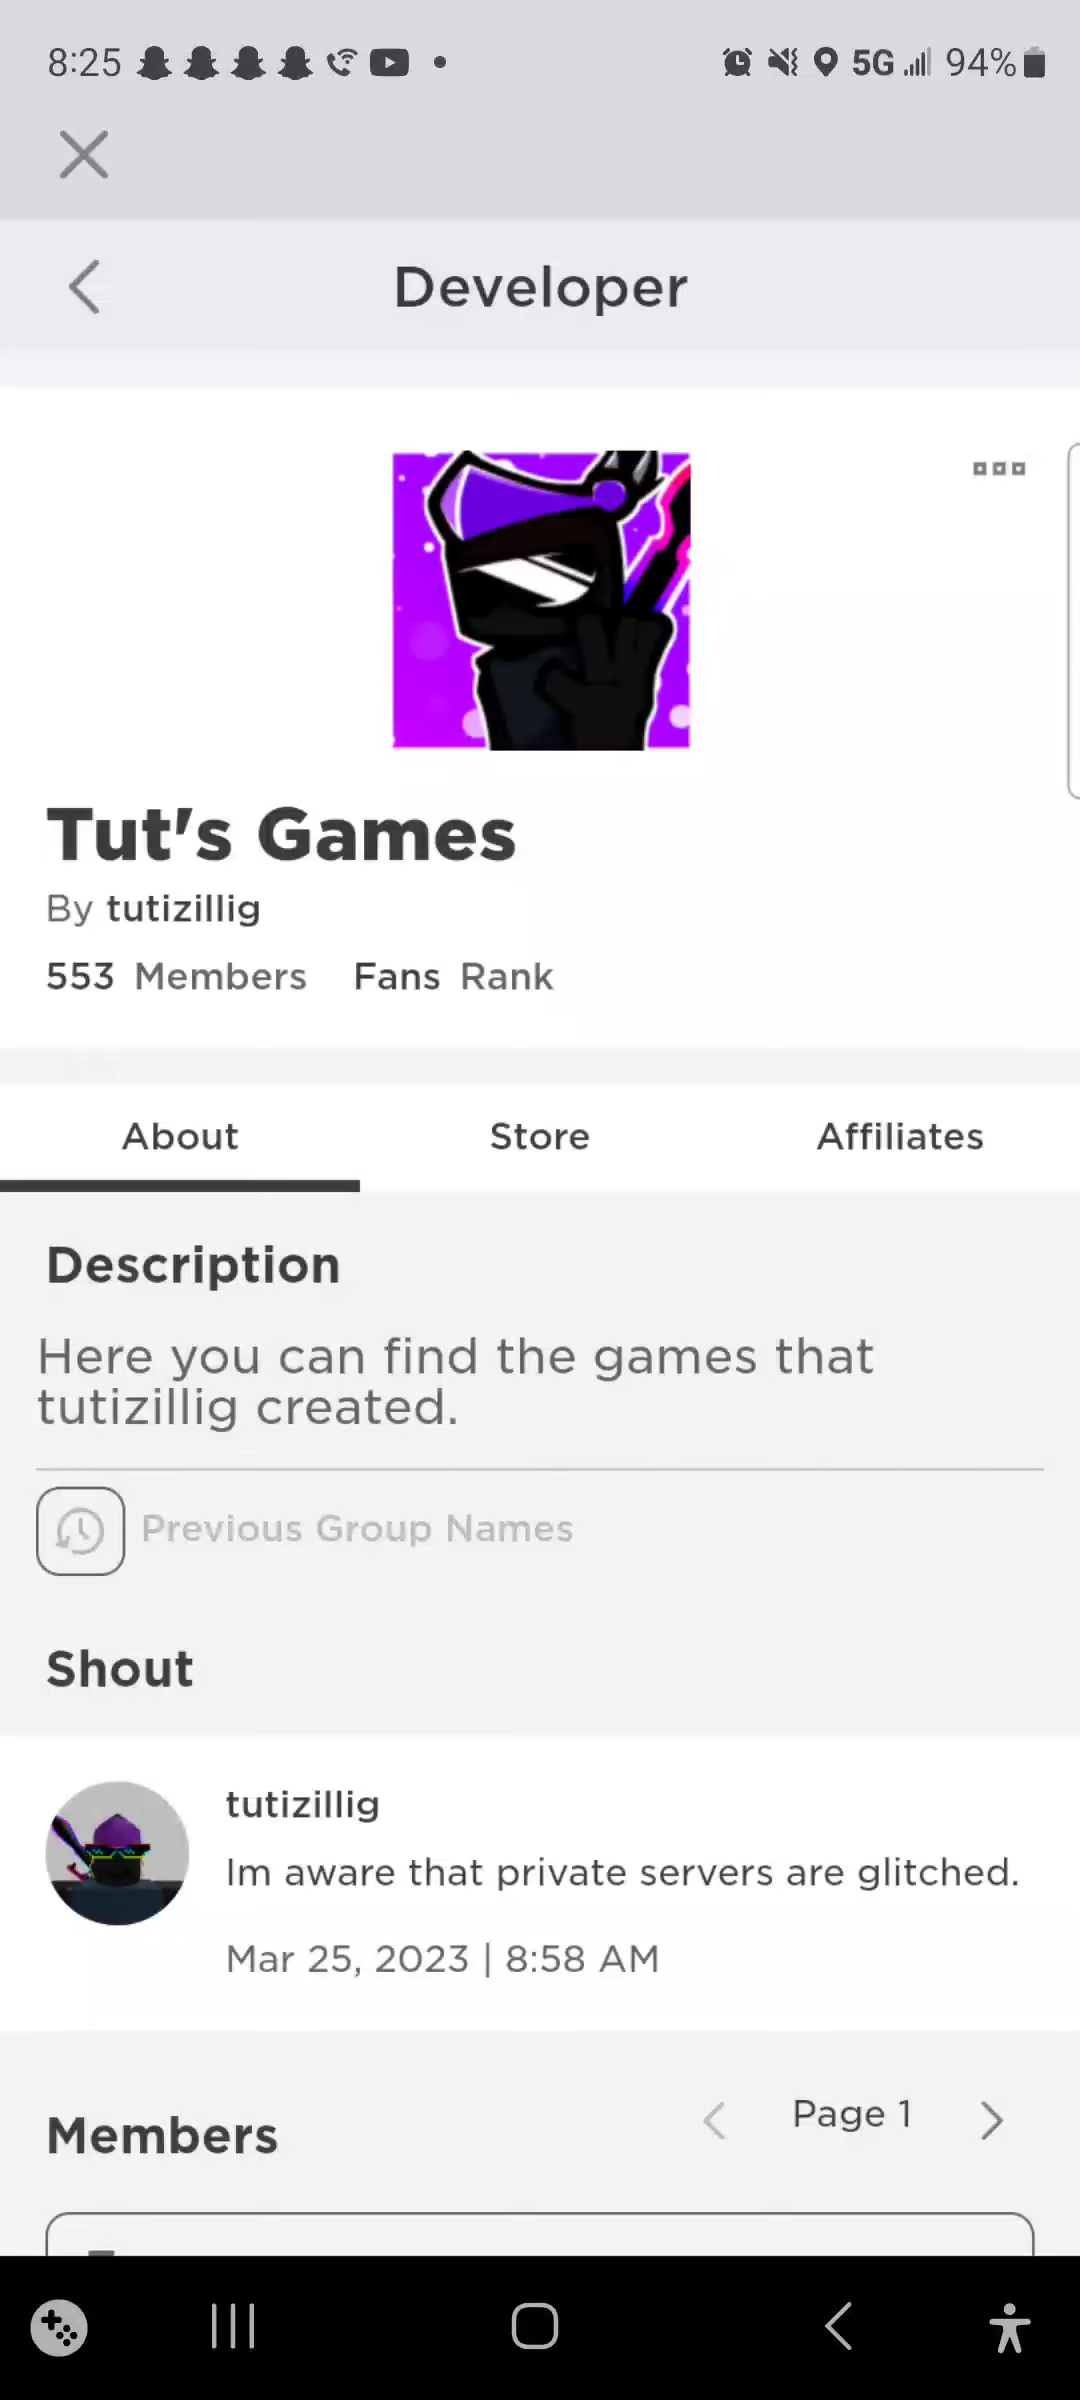 8:25 5G 94%
Developer
Tut's Games
By tutizillig
553 Members Fans Rank
About Store Affiliates
Description
Here you can find the games that
tutizillig created.
Previous Group Names
Shout
tutizillig
Im aware that private servers are glitched.
Mar 25, 2023 | 8:58 AM
Members
Page 1